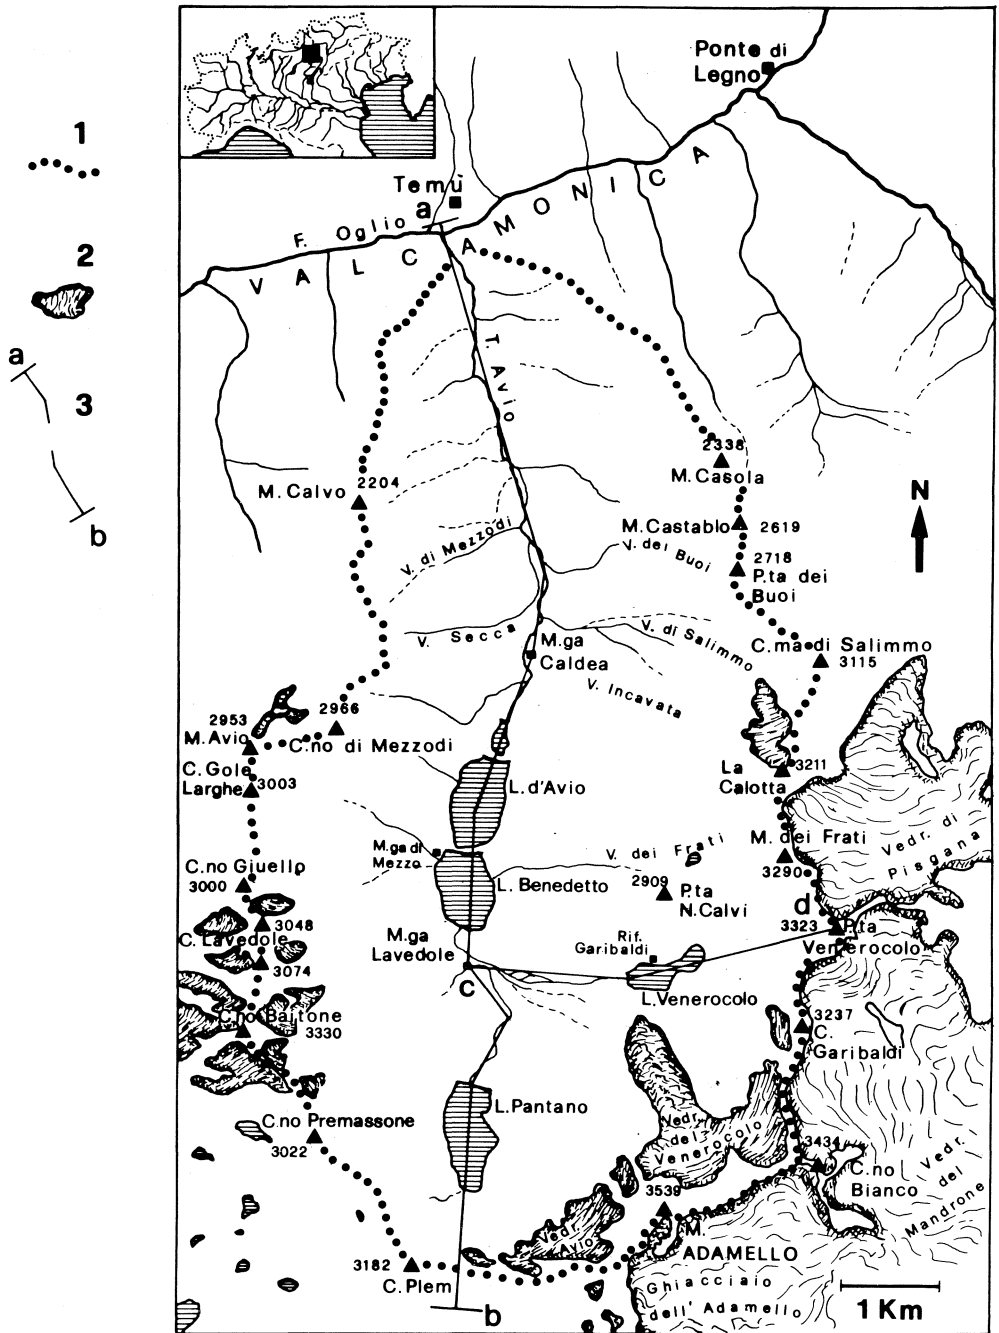 1
2
a
3
b
Ponte di
Legno
Temù
a
F. Oglio
VALCAMONICA
T. Avio
2338
M. Casola
M. Calvo
2204
M. Castablo
2619
2718
P.ta dei
Buoi
V. di Mezzodi
V. dei Buoi
N
V. Secca
M.ga
Caldea
V. di Salimmo
C.ma di Salimmo
3115
V. Incavata
2953
M. Avio
2966
C.no di Mezzodi
C. Gole
Larghe
3003
L. d'Avio
La
Calotta
3211
M. dei Frati
3290
Vedr. di
Pisgana
M.ga di
Mezzo
V. dei Frati
C.no Giuello
3000
L. Benedetto
2909
P.ta
N. Calvi
d
3323
P.ta
Venerocolo
3048
C. Lavedole
3074
M.ga
Lavedole
c
Rif.
Garibaldi
L. Venerocolo
C.no Baitone
3330
3237
C.
Garibaldi
L. Pantano
Vedr.
del
Venerocolo
C.no Premassone
3022
3434
C.no
Bianco
Vedr.
del
Mandrone
3539
M.
ADAMELLO
Vedr.
Avio
3182
C. Plem
Ghiacciaio
dell'Adamello
1 Km
b